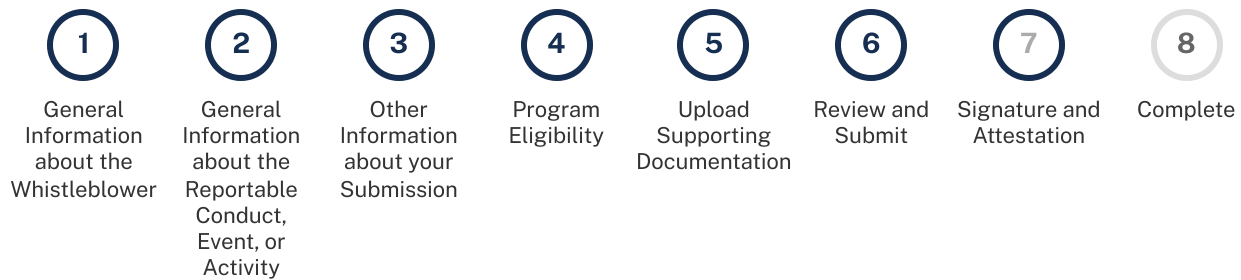 1
General
Information
about the
Whistleblower
2
General
Information
about the
Reportable
Conduct,
Event, or
Activity
3
Other
Information
about your
Submission
4
Program
Eligibility
5
Upload
Supporting
Documentation
6
Review and
Submit
7
Signature and
Attestation
8
Complete